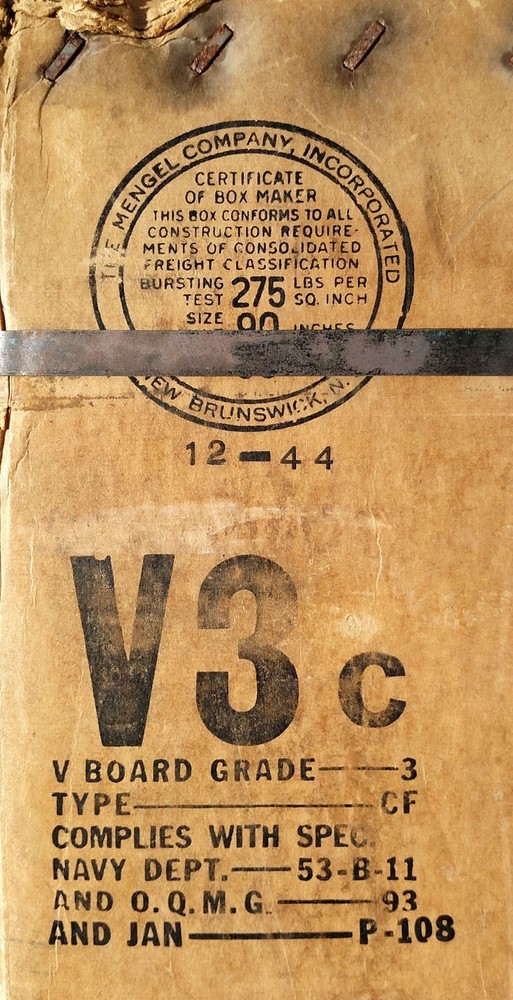 THE MENGEL COMPANY, INCORPORATED
CERTIFICATE
OF BOX MAKER
THIS BOX CONFORMS TO ALL
CONSTRUCTION REQUIRE-
MENTS OF CONSOLIDATED
FREIGHT CLASSIFICATION
BURSTING TEST 275 LBS PER SQ. INCH
SIZE 90 INCHES
NEW BRUNSWICK, N.
12-44
V3c
V BOARD GRADE——3
TYPE————CF
COMPLIES WITH SPEC.
NAVY DEPT.——53-B-11
AND O.Q.M.G.——93
AND JAN———P-108